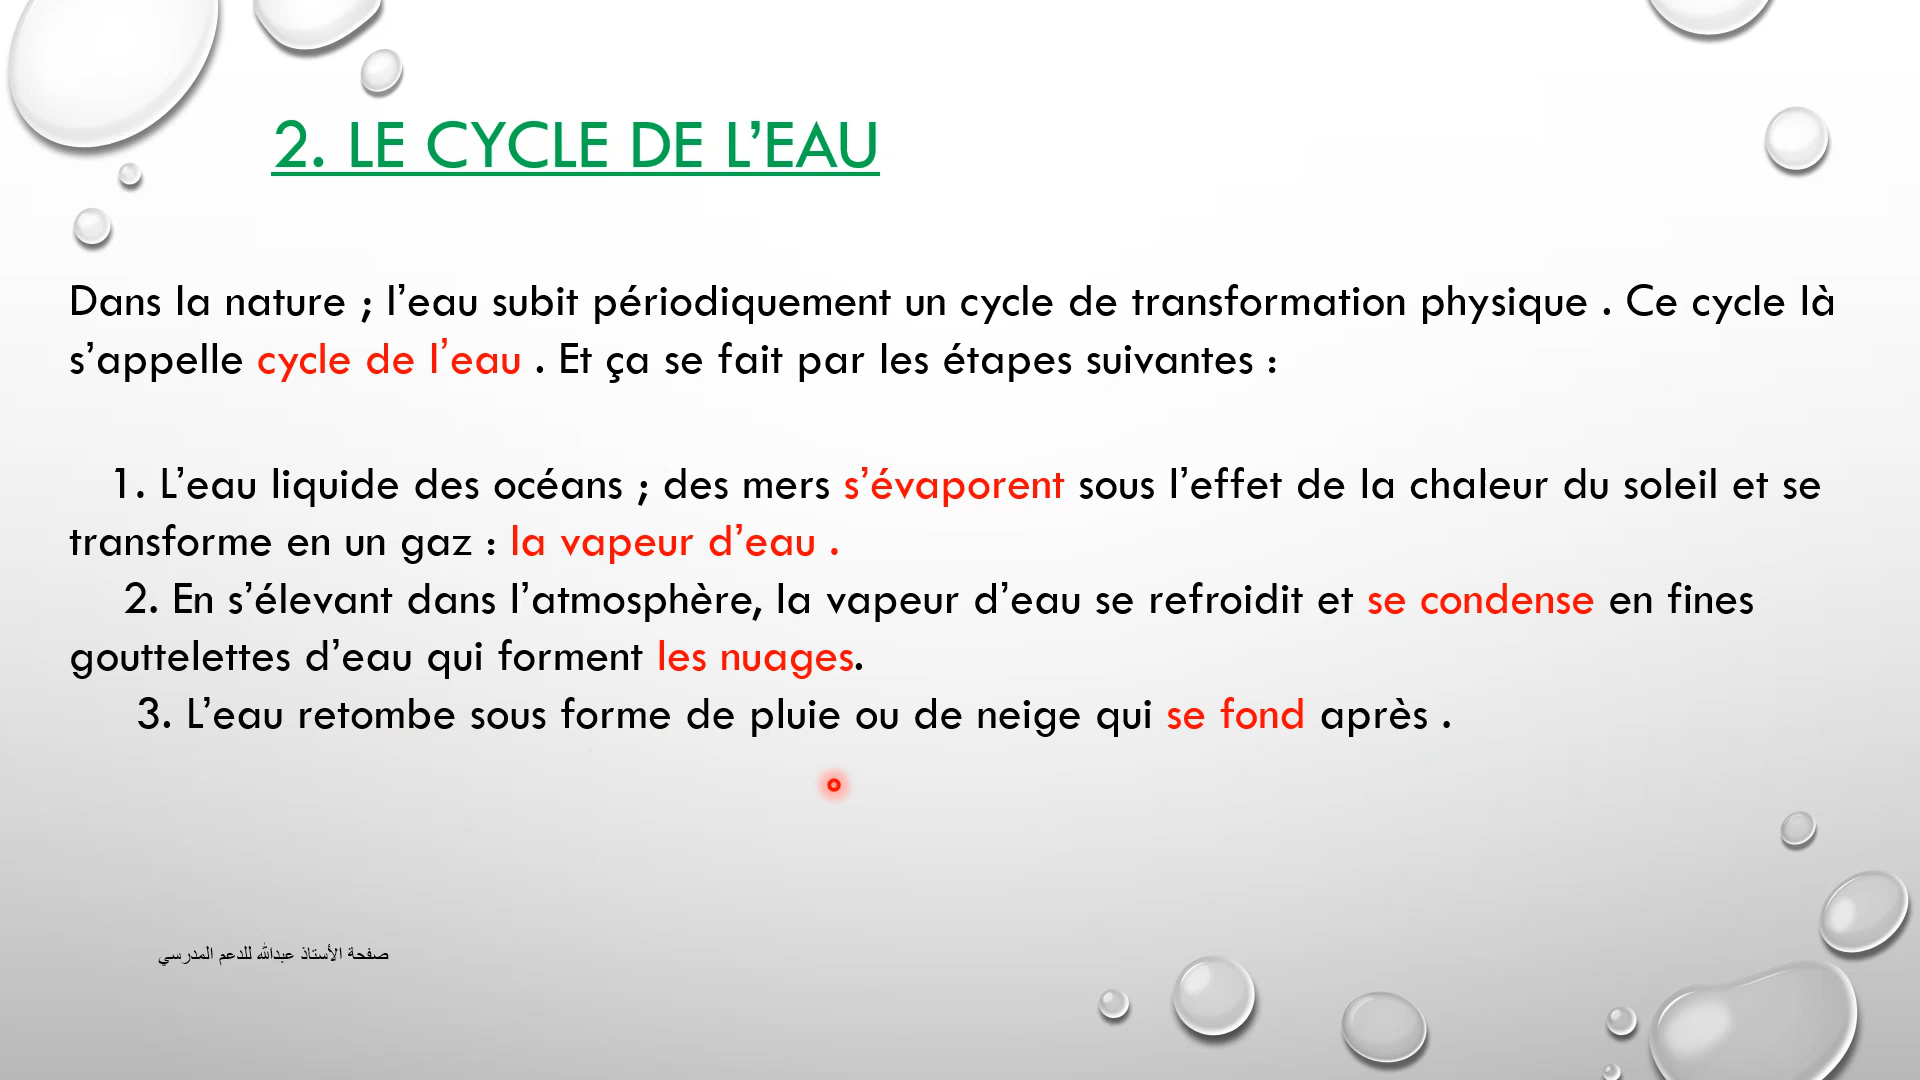 2. LE CYCLE DE L’EAU
Dans la nature ; l’eau subit périodiquement un cycle de transformation physique . Ce cycle là
s’appelle cycle de l’eau . Et ça se fait par les étapes suivantes :
1. L’eau liquide des océans ; des mers s’évaporent sous l’effet de la chaleur du soleil et se
transforme en un gaz : la vapeur d’eau .
2. En s’élevant dans l’atmosphère, la vapeur d’eau se refroidit et se condense en fines
gouttelettes d’eau qui forment les nuages.
3. L’eau retombe sous forme de pluie ou de neige qui se fond après .
صفحة الأستاذ عبدالله للدعم المدرسي